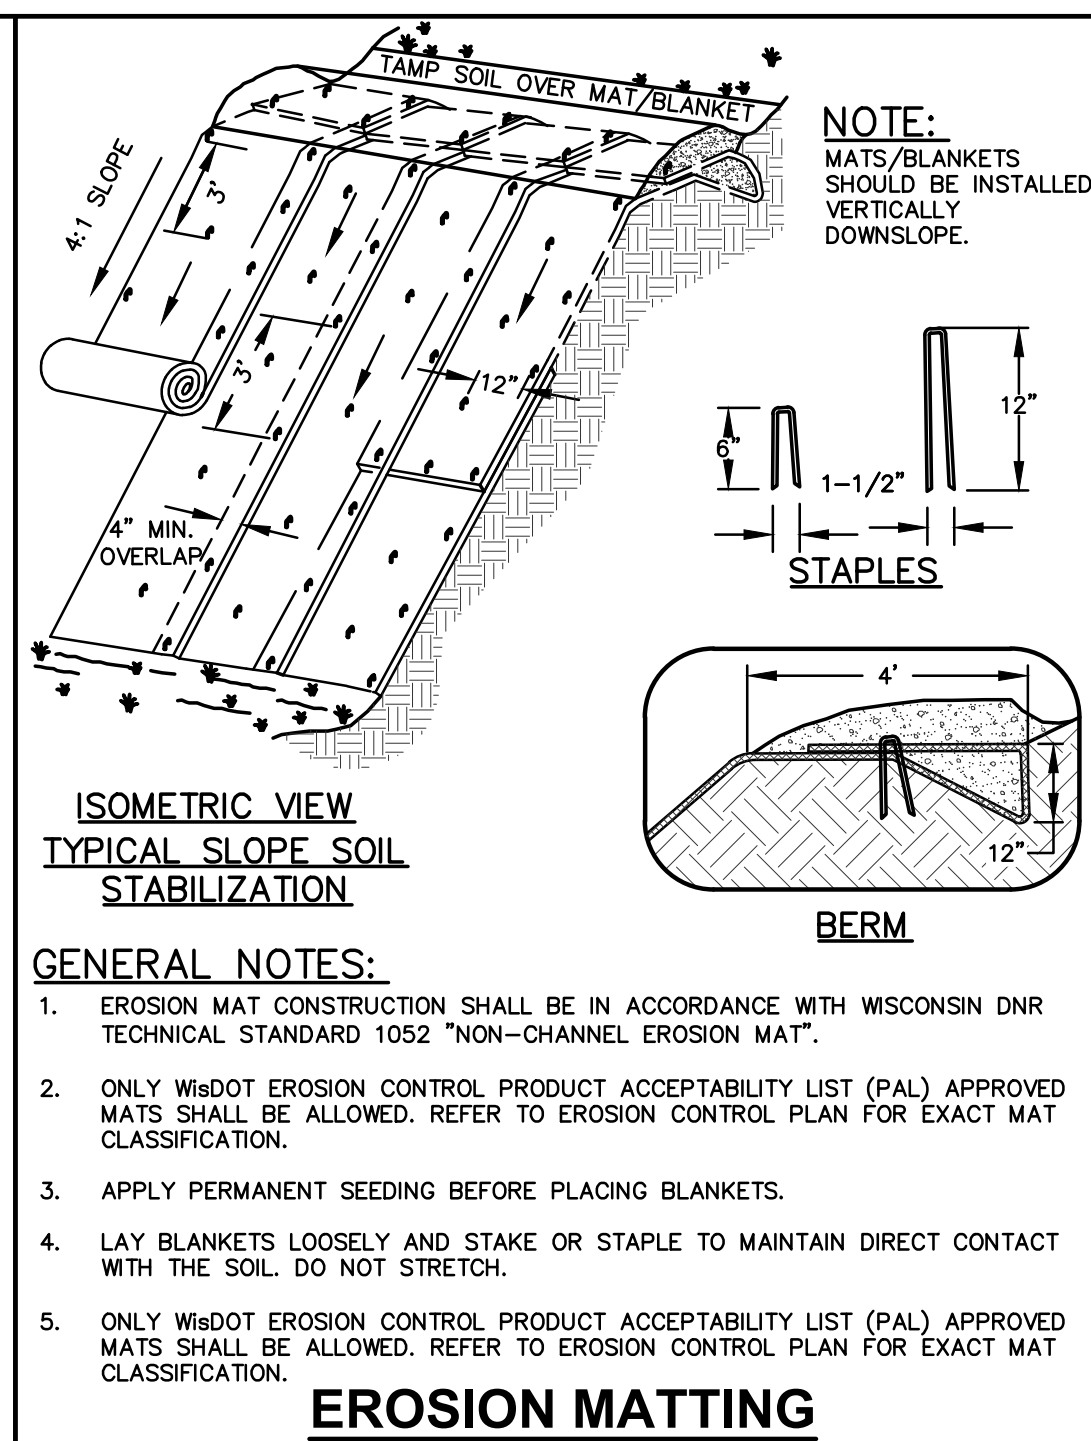 TAMP SOIL OVER MAT/BLANKET
NOTE:
MATS/BLANKETS
SHOULD BE INSTALLED
VERTICALLY
DOWNSLOPE.
4:1 SLOPE
3'
3'
12"
4" MIN.
OVERLAP
6"
1-1/2"
12"
STAPLES
4'
12"
BERM
ISOMETRIC VIEW
TYPICAL SLOPE SOIL
STABILIZATION
GENERAL NOTES:
1. EROSION MAT CONSTRUCTION SHALL BE IN ACCORDANCE WITH WISCONSIN DNR
TECHNICAL STANDARD 1052 "NON-CHANNEL EROSION MAT".
2. ONLY WisDOT EROSION CONTROL PRODUCT ACCEPTABILITY LIST (PAL) APPROVED
MATS SHALL BE ALLOWED. REFER TO EROSION CONTROL PLAN FOR EXACT MAT
CLASSIFICATION.
3. APPLY PERMANENT SEEDING BEFORE PLACING BLANKETS.
4. LAY BLANKETS LOOSELY AND STAKE OR STAPLE TO MAINTAIN DIRECT CONTACT
WITH THE SOIL. DO NOT STRETCH.
5. ONLY WisDOT EROSION CONTROL PRODUCT ACCEPTABILITY LIST (PAL) APPROVED
MATS SHALL BE ALLOWED. REFER TO EROSION CONTROL PLAN FOR EXACT MAT
CLASSIFICATION.
EROSION MATTING